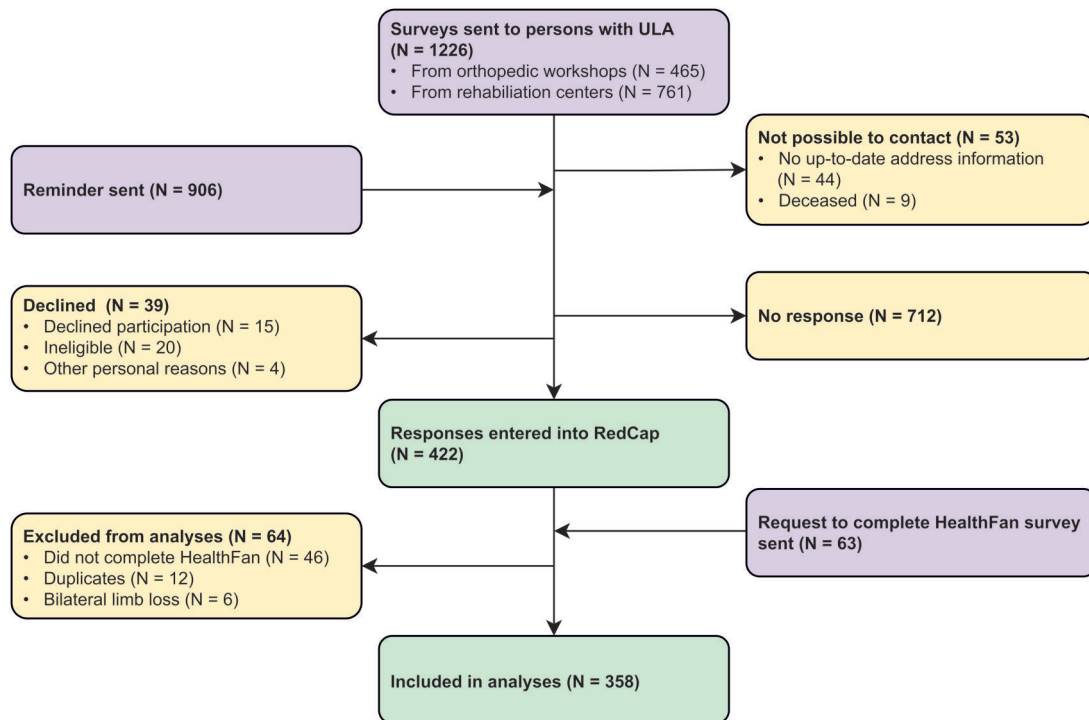 Surveys sent to persons with ULA
(N = 1226)
• From orthopedic workshops (N = 465)
• From rehabiliation centers (N = 761)
Not possible to contact (N = 53)
• No up-to-date address information
(N = 44)
• Deceased (N = 9)
Reminder sent (N = 906)
Declined (N = 39)
• Declined participation (N = 15)
• Ineligible (N = 20)
• Other personal reasons (N = 4)
No response (N = 712)
Responses entered into RedCap
(N = 422)
Request to complete HealthFan survey
sent (N = 63)
Excluded from analyses (N = 64)
• Did not complete HealthFan (N = 46)
• Duplicates (N = 12)
• Bilateral limb loss (N = 6)
Included in analyses (N = 358)